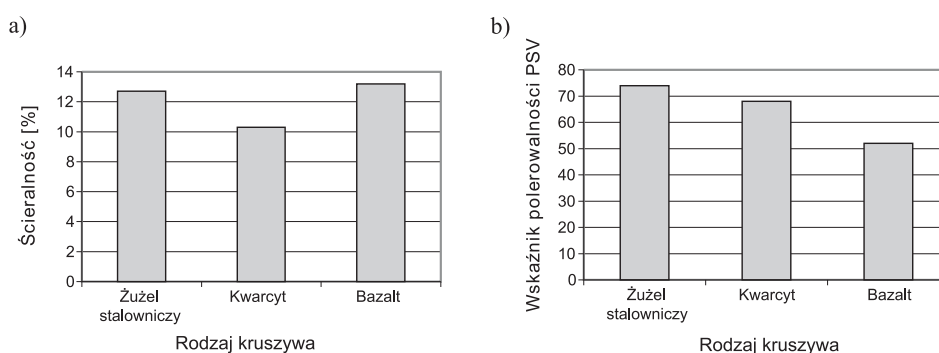 a)
Ścieralność [%]
14
12
10
8
6
4
2
0
Żużel
stalowniczy
Kwarcyt
Bazalt
Rodzaj kruszywa
b)
Wskaźnik polerowalności PSV
80
70
60
50
40
30
20
10
0
Żużel
stalowniczy
Kwarcyt
Bazalt
Rodzaj kruszywa